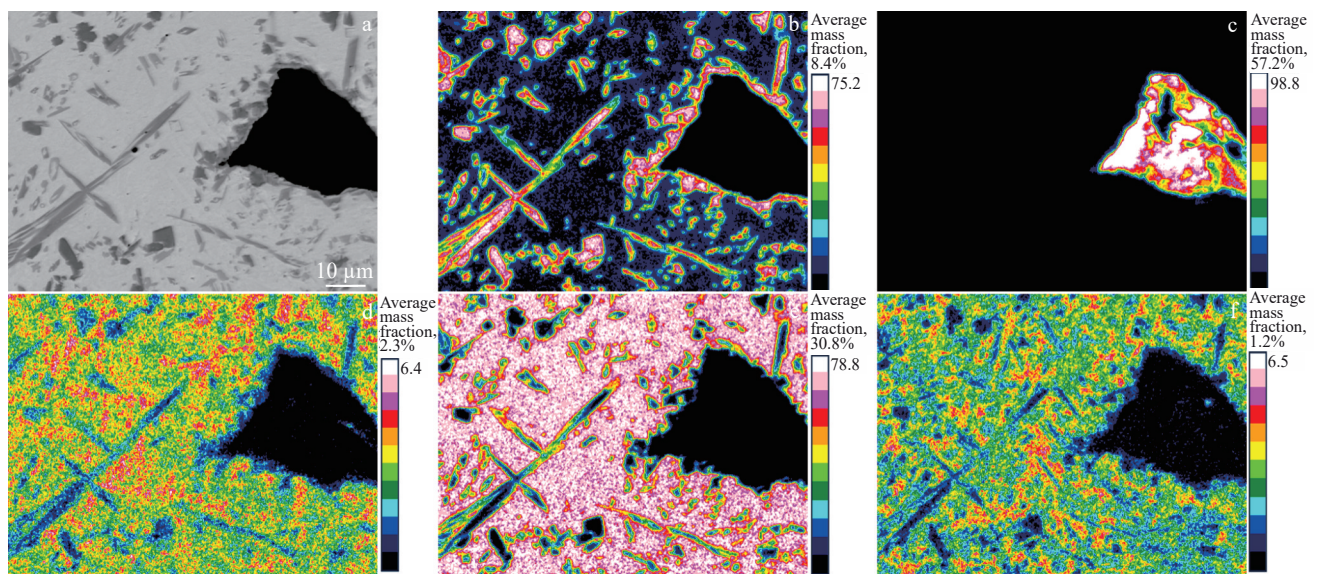 a
10 µm
b
Average
mass
fraction,
8.4%
75.2
c
Average
mass
fraction,
57.2%
98.8
d
Average
mass
fraction,
2.3%
6.4
Average
mass
fraction,
30.8%
78.8
f
Average
mass
fraction,
1.2%
6.5